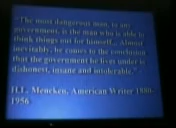 "The most dangerous man, to any
government, is the man who is able to
think things out for himself... Almost
inevitably, he comes to the conclusion
that the government he lives under is
dishonest, insane and intolerable." -
H.L. Mencken, American Writer 1880-
1956